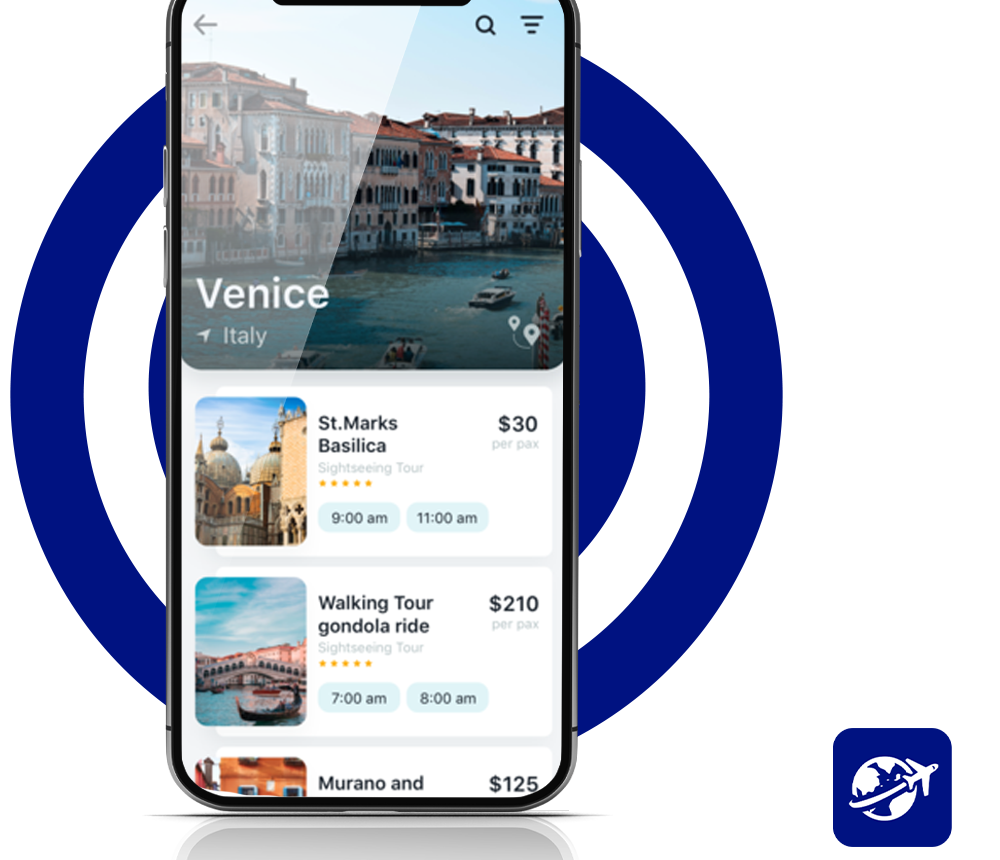 Venice
Italy
St.Marks $30
Basilica per pax
Sightseeing Tour
9:00 am 11:00 am
Walking Tour $210
gondola ride per pax
Sightseeing Tour
7:00 am 8:00 am
Murano and $125